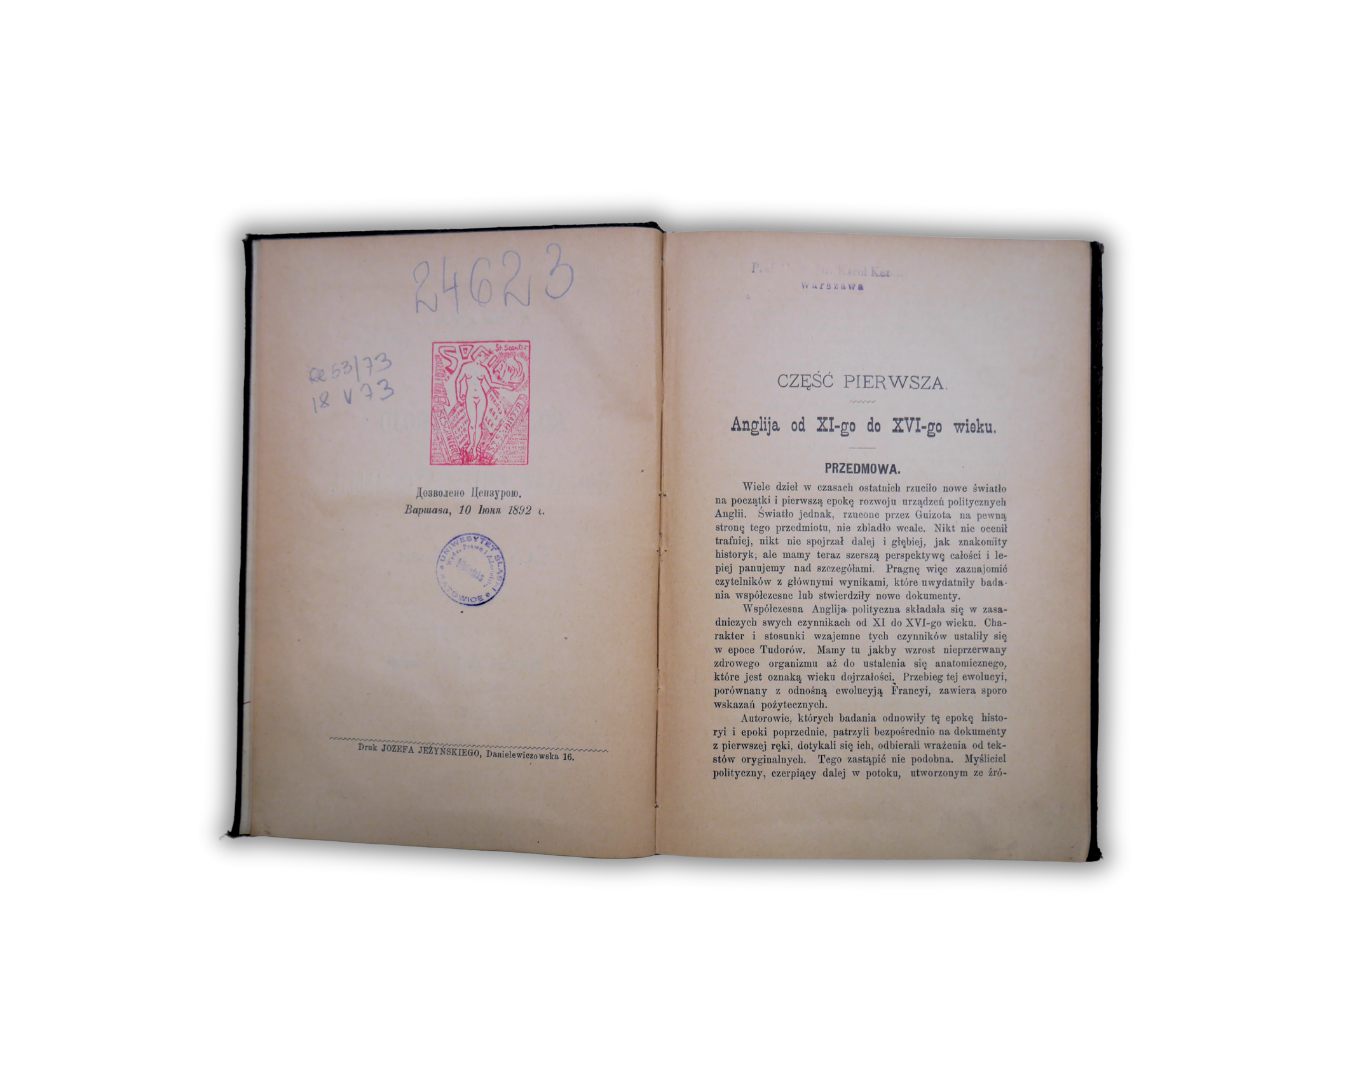 24623
63/73
18 V 73
Дозволено Цензурою.
Варшава, 10 Іюня 1892 г.
UNIWERSYTET ŚLĄSKI
KATOWICE
Druk JÓZEFA JEŻYŃSKIEGO, Danielewiczowska 16.
Warszawa
CZĘŚĆ PIERWSZA.
Anglija od XI-go do XVI-go wieku.
PRZEDMOWA.
Wiele dzieł w czasach ostatnich rzuciło nowe światło
na początki i pierwszą epokę rozwoju urządzeń politycznych
Anglii. Światło jednak, rzucone przez Guizota na pewną
stronę tego przedmiotu, nie zbladło weale. Nikt nie ocenił
trafniej, nikt nie spojrzał dalej i głębiej, jak znakomity
historyk, ale mamy teraz szerszą perspektywę całości i le-
piej panujemy nad szczegółami. Pragnę więc zaznajomić
czytelników z głównymi wynikami, które uwydatniły bada-
nia współczesne lub stwierdziły nowe dokumenty.
Współczesna Anglija polityczna składała się w zasa-
dniczych swych czynnikach od XI do XVI-go wieku. Cha-
rakter i stosunki wzajemne tych czynników ustaliły się
w epoce Tudorów. Mamy tu jakby wzrost nieprzerwany
zdrowego organizmu aż do ustalenia się anatomicznego,
które jest oznaką wieku dojrzałości. Przebieg tej ewolucyi,
porównany z odnośną ewolucyją Francyi, zawiera sporo
wskazań pożytecznych.
Autorowie, których badania odnowiły tę epokę histo-
ryi i epoki poprzednie, patrzyli bezpośrednio na dokumenty
z pierwszej ręki, dotykali się ich, odbierali wrażenia od tek-
stów oryginalnych. Tego zastąpić nie podobna. Myśliciel
polityczny, czerpiący dalej w potoku, utworzonym ze źró-